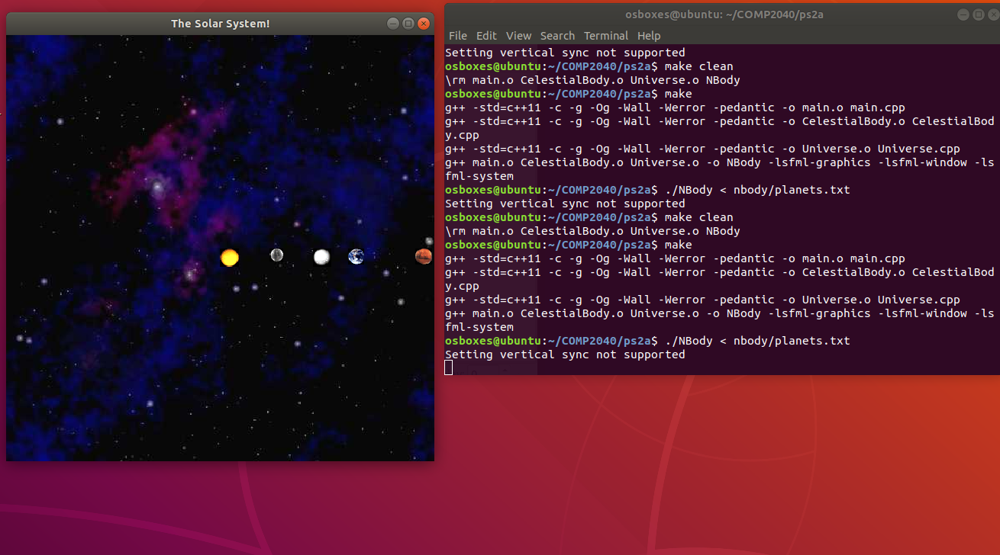 The Solar System!
osboxes@ubuntu: ~/COMP2040/ps2a
File Edit View Search Terminal Help
Setting vertical sync not supported
osboxes@ubuntu:~/COMP2040/ps2a$ make clean
\rm main.o CelestialBody.o Universe.o NBody
osboxes@ubuntu:~/COMP2040/ps2a$ make
g++ -std=c++11 -c -g -Og -Wall -Werror -pedantic -o main.o main.cpp
g++ -std=c++11 -c -g -Og -Wall -Werror -pedantic -o CelestialBody.o CelestialBod
y.cpp
g++ -std=c++11 -c -g -Og -Wall -Werror -pedantic -o Universe.o Universe.cpp
g++ main.o CelestialBody.o Universe.o -o NBody -lsfml-graphics -lsfml-window -ls
fml-system
osboxes@ubuntu:~/COMP2040/ps2a$ ./NBody < nbody/planets.txt
Setting vertical sync not supported
osboxes@ubuntu:~/COMP2040/ps2a$ make clean
\rm main.o CelestialBody.o Universe.o NBody
osboxes@ubuntu:~/COMP2040/ps2a$ make
g++ -std=c++11 -c -g -Og -Wall -Werror -pedantic -o main.o main.cpp
g++ -std=c++11 -c -g -Og -Wall -Werror -pedantic -o CelestialBody.o CelestialBod
y.cpp
g++ -std=c++11 -c -g -Og -Wall -Werror -pedantic -o Universe.o Universe.cpp
g++ main.o CelestialBody.o Universe.o -o NBody -lsfml-graphics -lsfml-window -ls
fml-system
osboxes@ubuntu:~/COMP2040/ps2a$ ./NBody < nbody/planets.txt
Setting vertical sync not supported